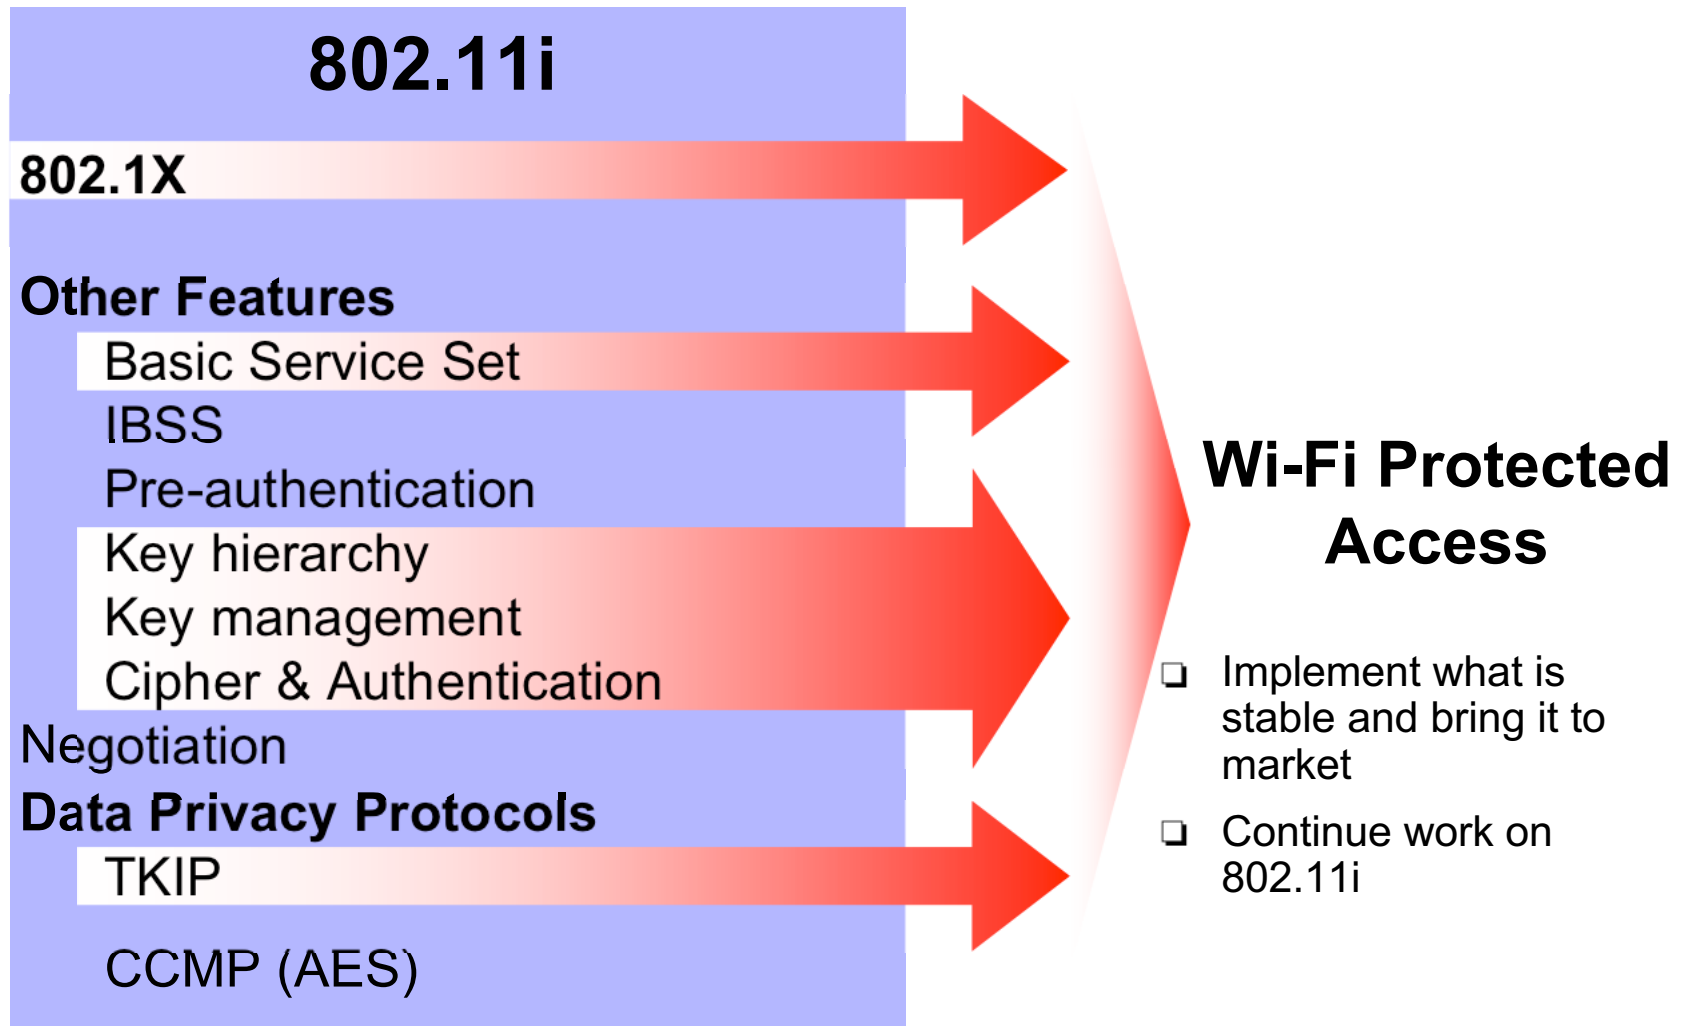 802.11i
802.1X
Other Features
Basic Service Set
IBSS
Pre-authentication
Key hierarchy
Key management
Cipher & Authentication
Negotiation
Data Privacy Protocols
TKIP
CCMP (AES)
Wi-Fi Protected
Access
❑ Implement what is
stable and bring it to
market
❑ Continue work on
802.11i